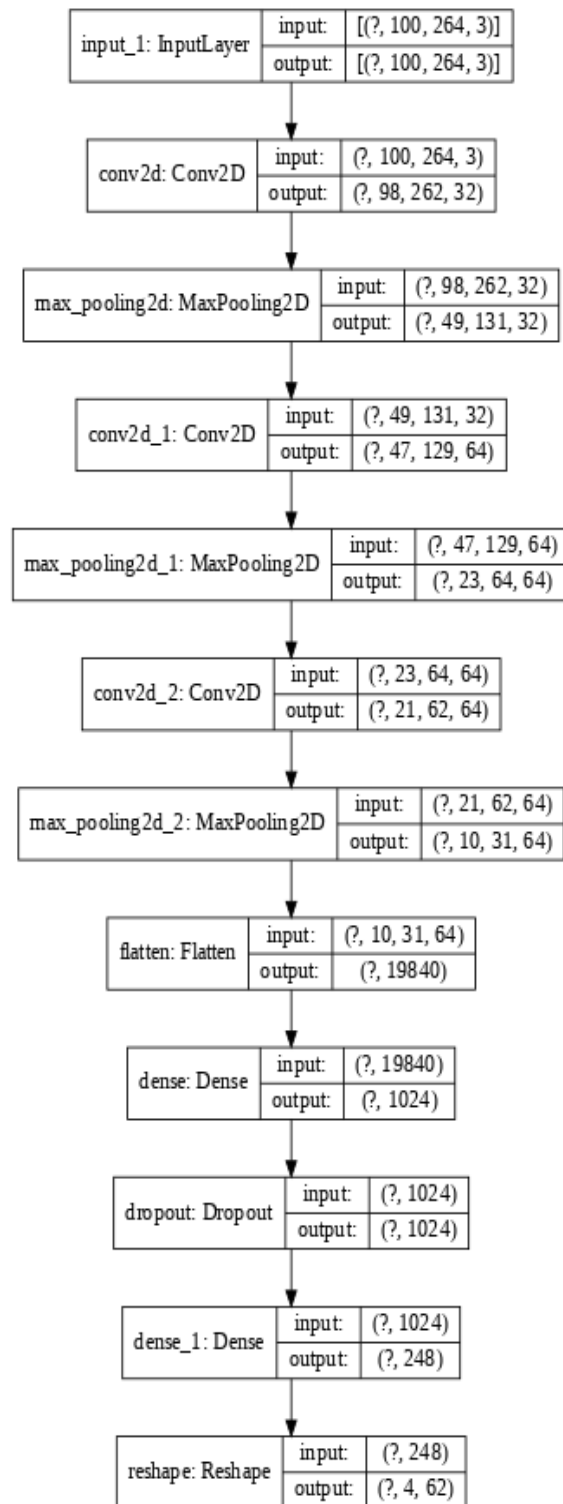 input_1: InputLayer
input: [(?, 100, 264, 3)]
output: [(?, 100, 264, 3)]
conv2d: Conv2D
input: (?, 100, 264, 3)
output: (?, 98, 262, 32)
max_pooling2d: MaxPooling2D
input: (?, 98, 262, 32)
output: (?, 49, 131, 32)
conv2d_1: Conv2D
input: (?, 49, 131, 32)
output: (?, 47, 129, 64)
max_pooling2d_1: MaxPooling2D
input: (?, 47, 129, 64)
output: (?, 23, 64, 64)
conv2d_2: Conv2D
input: (?, 23, 64, 64)
output: (?, 21, 62, 64)
max_pooling2d_2: MaxPooling2D
input: (?, 21, 62, 64)
output: (?, 10, 31, 64)
flatten: Flatten
input: (?, 10, 31, 64)
output: (?, 19840)
dense: Dense
input: (?, 19840)
output: (?, 1024)
dropout: Dropout
input: (?, 1024)
output: (?, 1024)
dense_1: Dense
input: (?, 1024)
output: (?, 248)
reshape: Reshape
input: (?, 248)
output: (?, 4, 62)